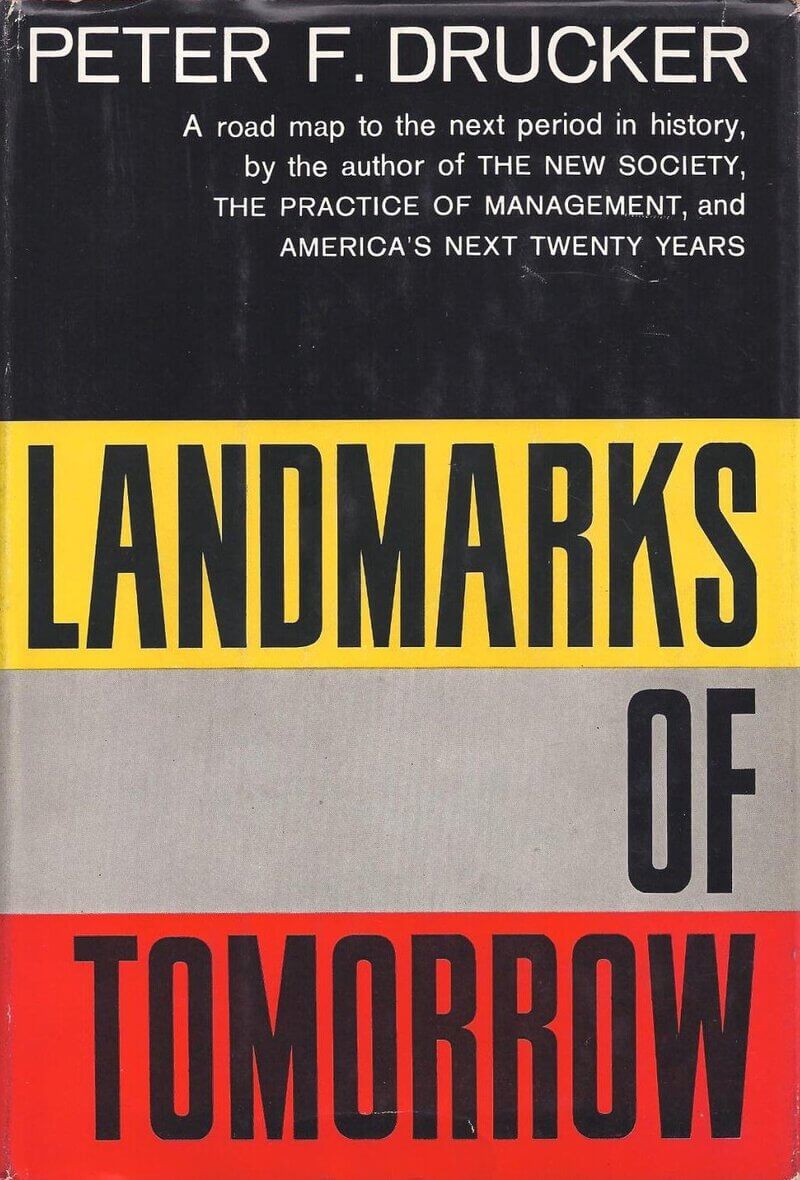 PETER F. DRUCKER
A road map to the next period in history,
by the author of THE NEW SOCIETY,
THE PRACTICE OF MANAGEMENT, and
AMERICA'S NEXT TWENTY YEARS
LANDMARKS
OF
TOMORROW